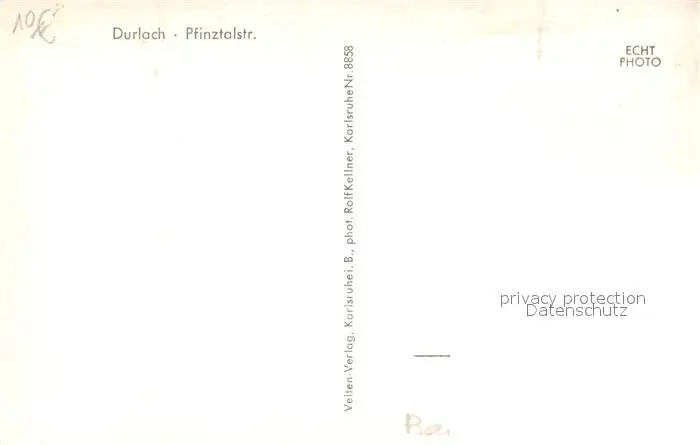 10€
Durlach · Pfinztalstr.
ECHT
PHOTO
Velten-Verlag, Karlsruhe i. B., phot. Rolf Kellner, Karlsruhe Nr. 8858
privacy protection
Datenschutz